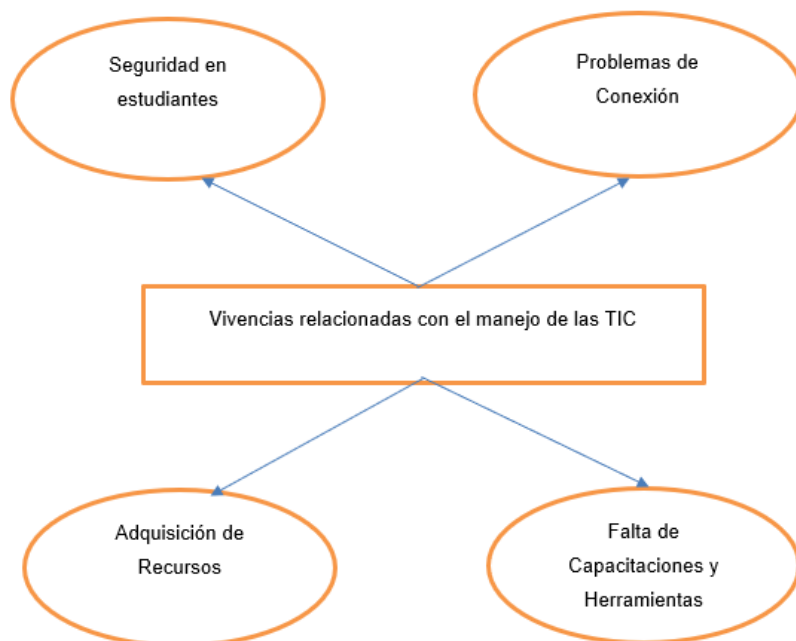 Seguridad en
estudiantes
Problemas de
Conexión
Vivencias relacionadas con el manejo de las TIC
Adquisición de
Recursos
Falta de
Capacitaciones y
Herramientas